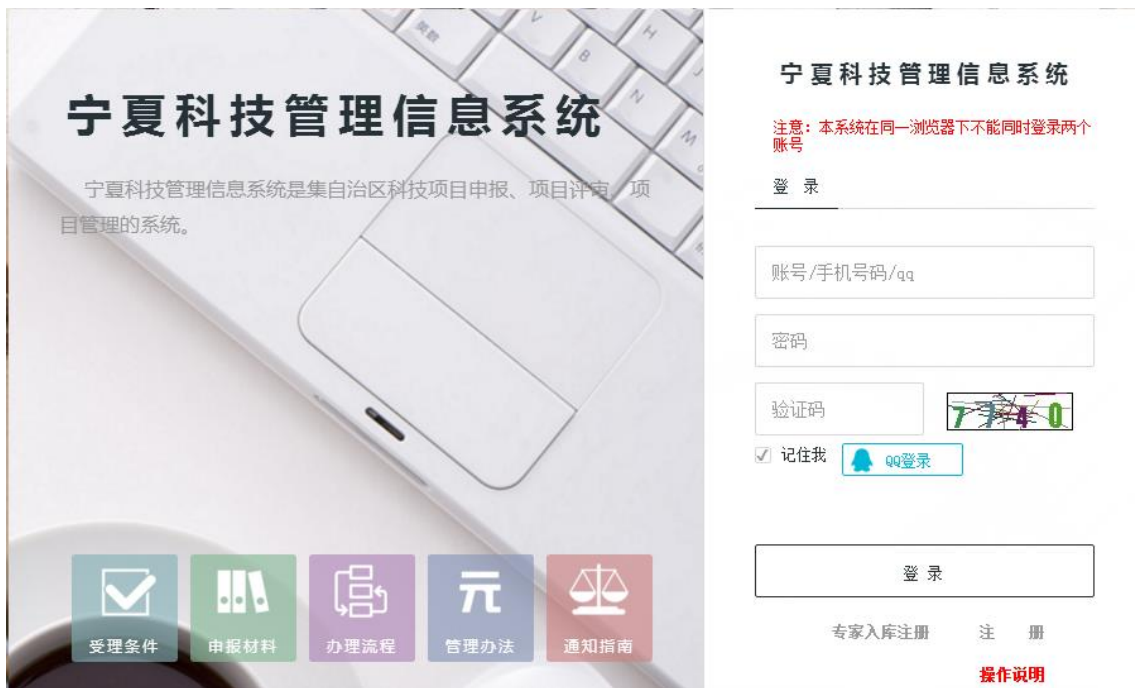 宁夏科技管理信息系统
宁夏科技管理信息系统是集自治区科技项目申报、项目评审、项
目管理的系统。
受理条件
申报材料
办理流程
管理办法
通知指南
宁夏科技管理信息系统
注意：本系统在同一浏览器下不能同时登录两个
账号
登 录
账号/手机号码/qq
密码
验证码
7740
记住我
QQ登录
登 录
专家入库注册
注 册
操作说明